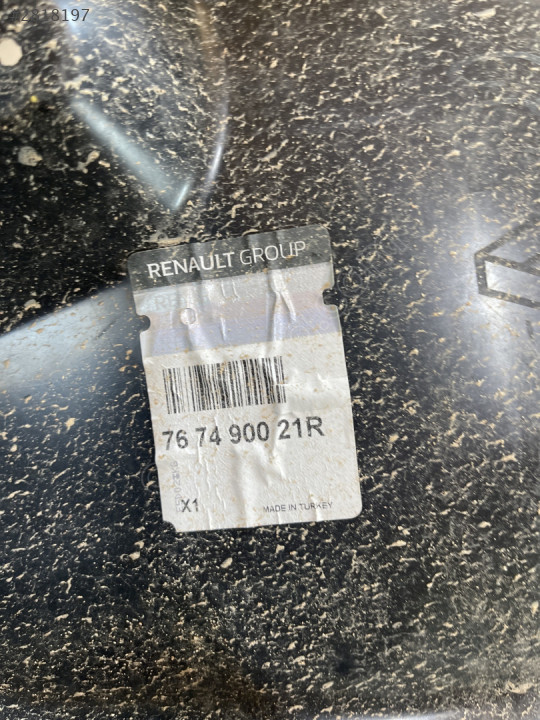 RENAULT GROUP
76 74 900 21R
X1
MADE IN TURKEY